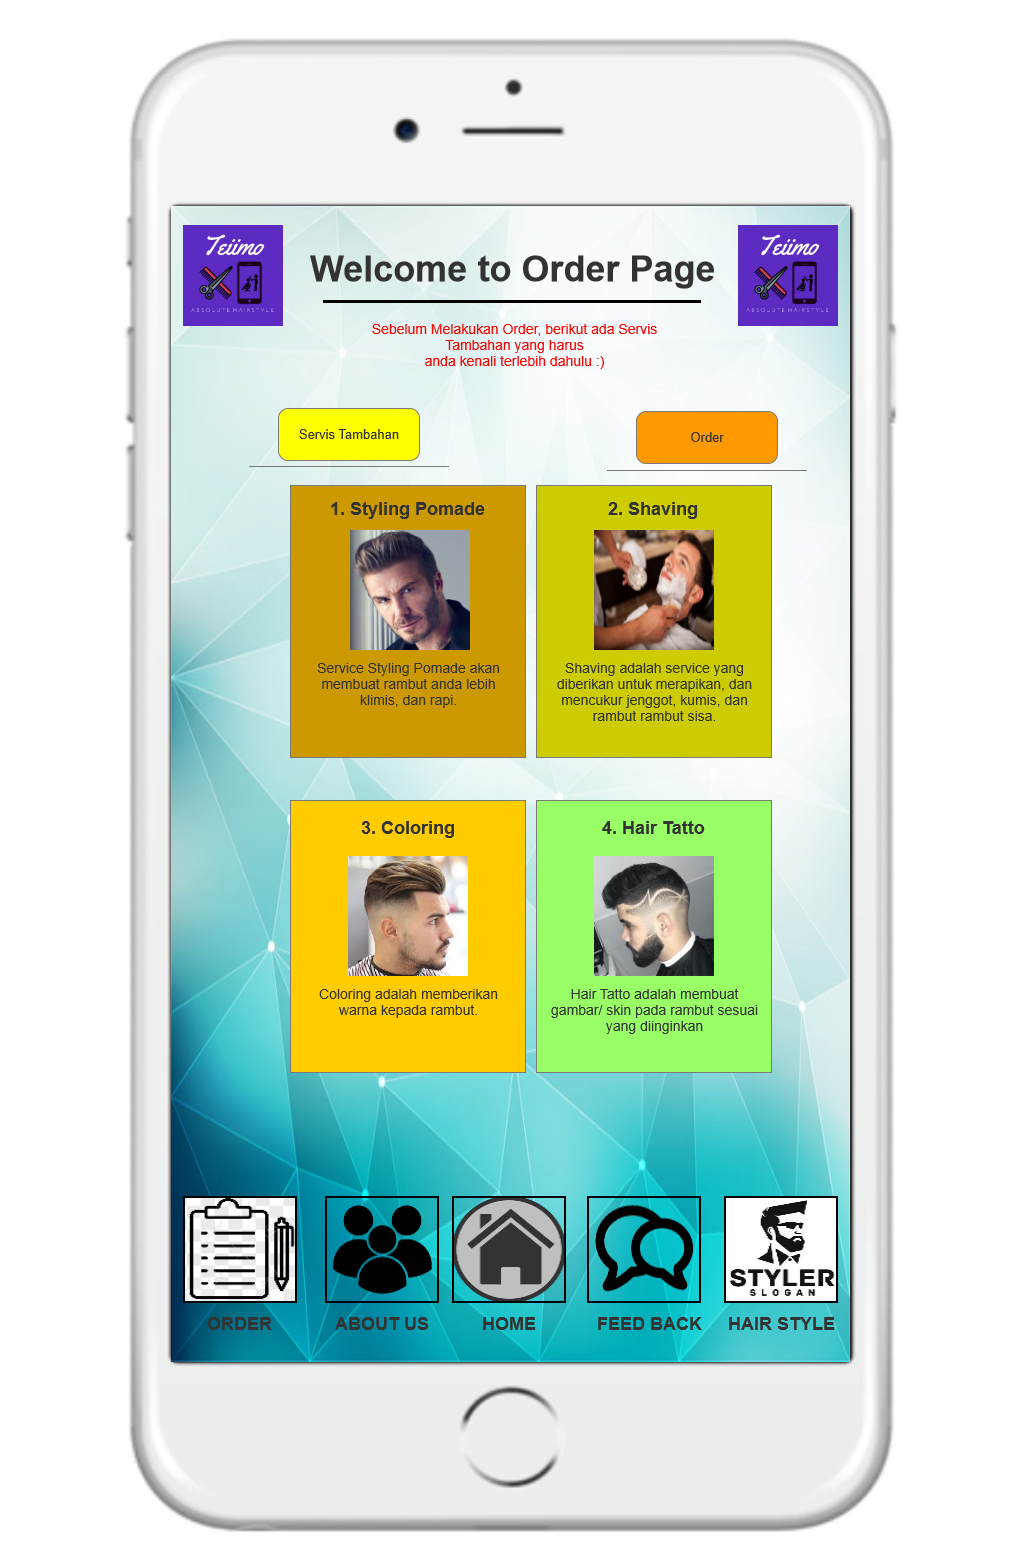 Teiimo
ABSOLUTE HAIRSTYLE
Welcome to Order Page
Teiimo
ABSOLUTE HAIRSTYLE
Sebelum Melakukan Order, berikut ada Servis
Tambahan yang harus
anda kenali terlebih dahulu :)
Servis Tambahan
Order
1. Styling Pomade
Service Styling Pomade akan
membuat rambut anda lebih
klimis, dan rapi.
2. Shaving
Shaving adalah service yang
diberikan untuk merapikan, dan
mencukur jenggot, kumis, dan
rambut rambut sisa.
3. Coloring
Coloring adalah memberikan
warna kepada rambut.
4. Hair Tatto
Hair Tatto adalah membuat
gambar/ skin pada rambut sesuai
yang diinginkan
STYLER
SLOGAN
ORDER
ABOUT US
HOME
FEED BACK
HAIR STYLE